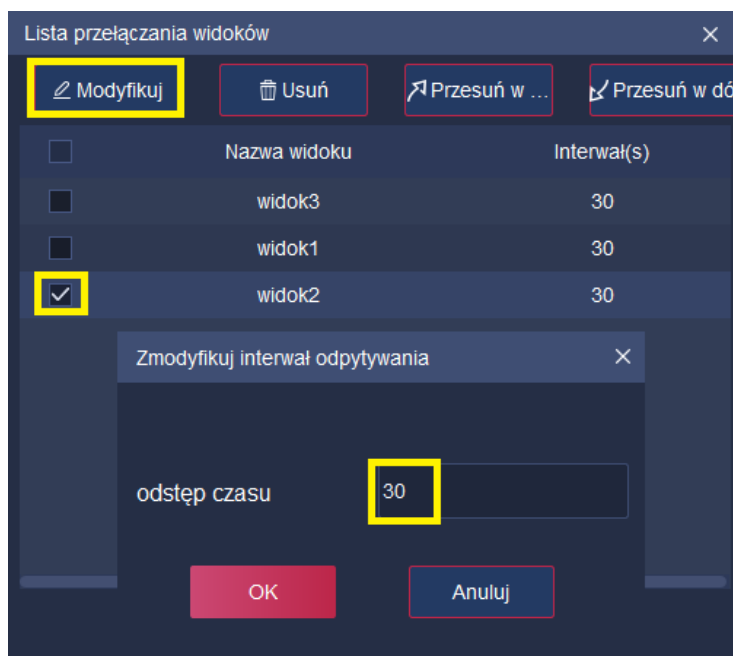 Lista przełączania widoków
Modyfikuj Usuń Przesuń w ... Przesuń w dó
Nazwa widoku Interwał(s)
widok3 30
widok1 30
widok2 30
Zmodyfikuj interwał odpytywania
odstęp czasu 30
OK Anuluj